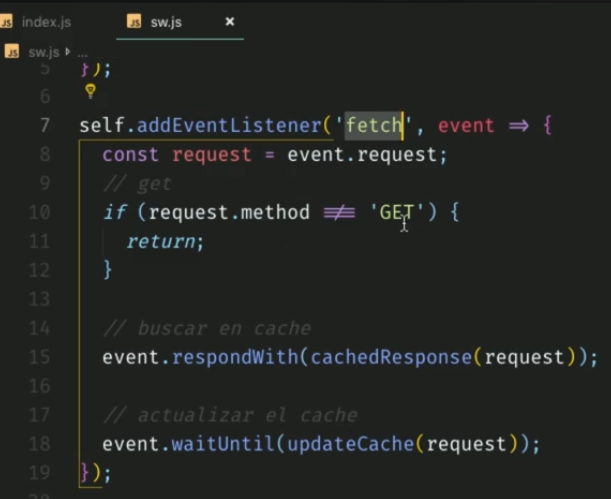 JS index.js JS sw.js ×
JS sw.js ...
5 });
6
7 self.addEventListener('fetch', event => {
8 const request = event.request;
9 // get
10 if (request.method !== 'GET') {
11 return;
12 }
13
14 // buscar en cache
15 event.respondWith(cachedResponse(request));
16
17 // actualizar el cache
18 event.waitUntil(updateCache(request));
19 });
20